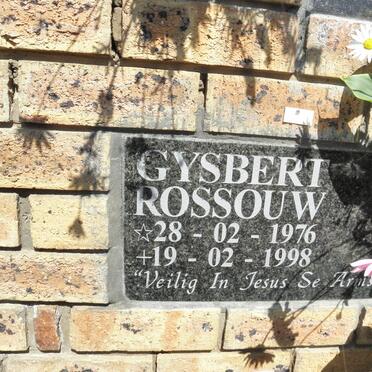 GYSBERT
ROSSOUW
☆28 - 02 - 1976
+19 - 02 - 1998
"Veilig In Jesus Se Arms